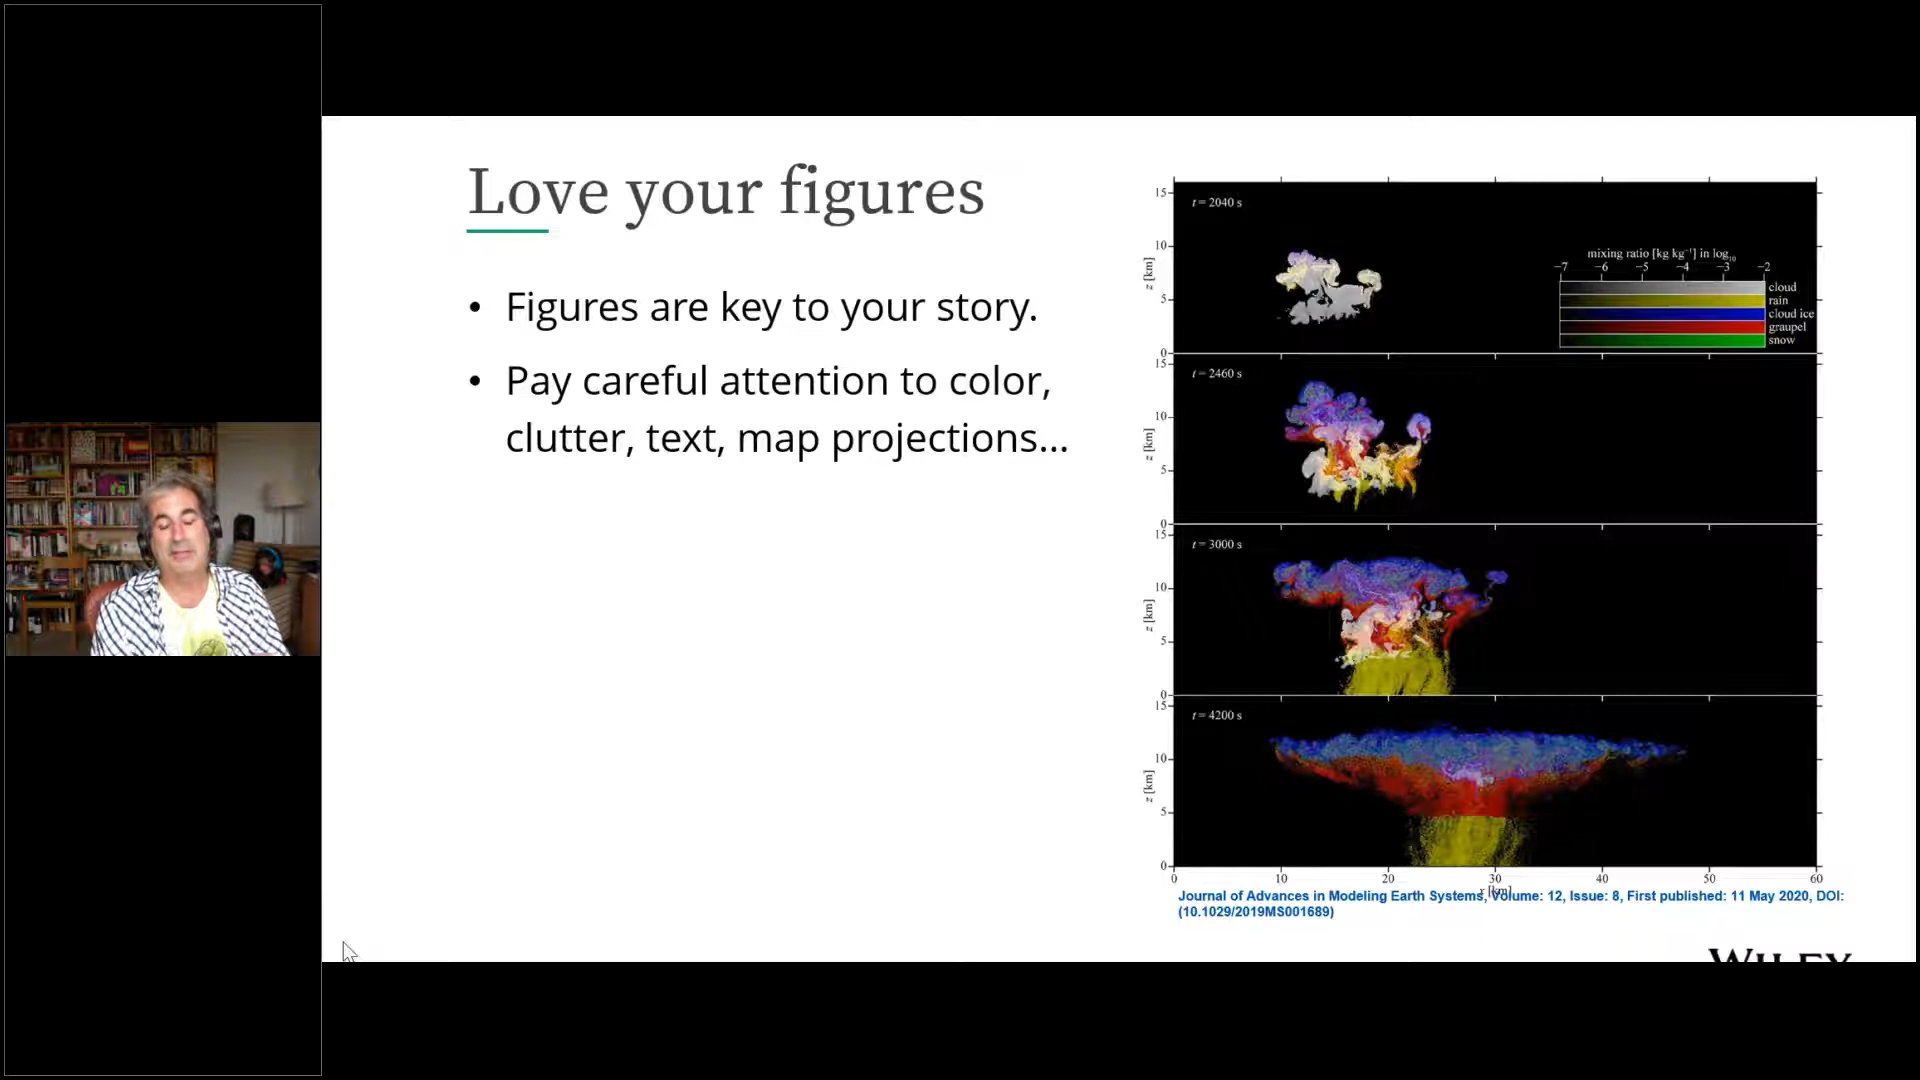 Love your figures
• Figures are key to your story.
• Pay careful attention to color,
clutter, text, map projections...
15
10
5
0
z [km]
t = 2040 s
mixing ratio [kg kg⁻¹] in log₁₀
−7 −6 −5 −4 −3 −2
cloud
rain
cloud ice
graupel
snow
15
10
5
0
z [km]
t = 2460 s
15
10
5
0
z [km]
t = 3000 s
15
10
5
0
z [km]
t = 4200 s
0 10 20 30 40 50 60
x [km]
Journal of Advances in Modeling Earth Systems, Volume: 12, Issue: 8, First published: 11 May 2020, DOI:
(10.1029/2019MS001689)
WILEY